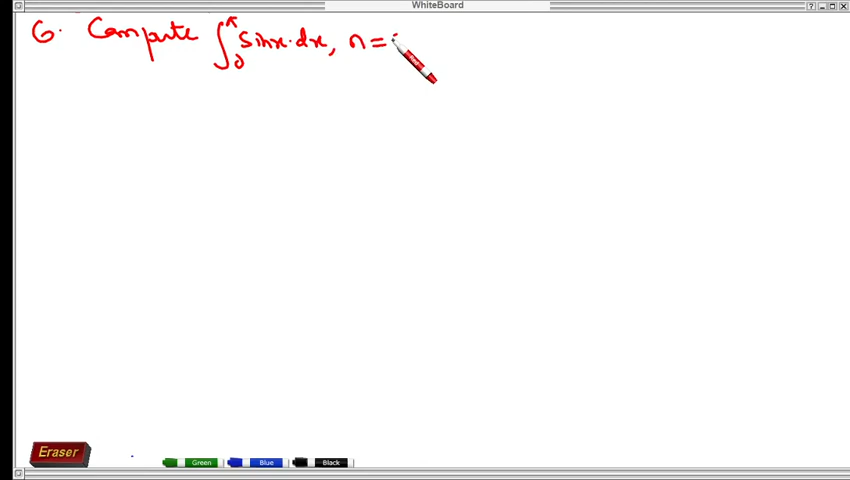 WhiteBoard
6. Compute ∫₀^π sinx·dx, n =
Eraser
Green Blue Black